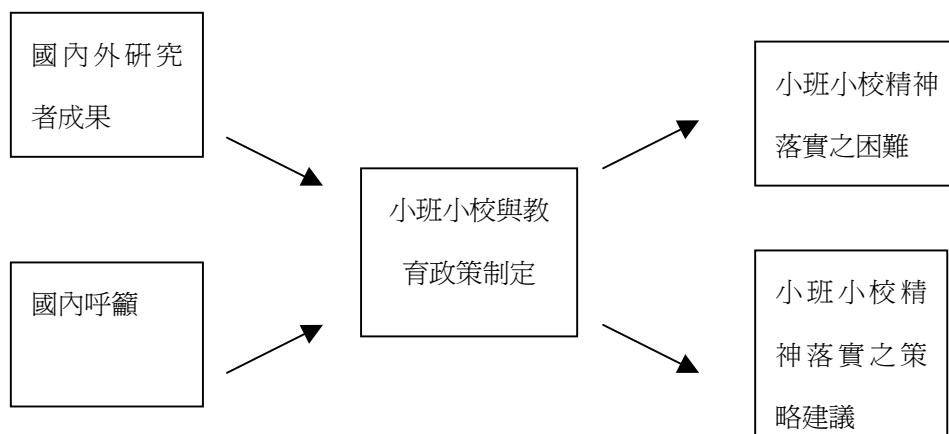 國內外研究
者成果
國內呼籲
小班小校與教
育政策制定
小班小校精神
落實之困難
小班小校精
神落實之策
略建議